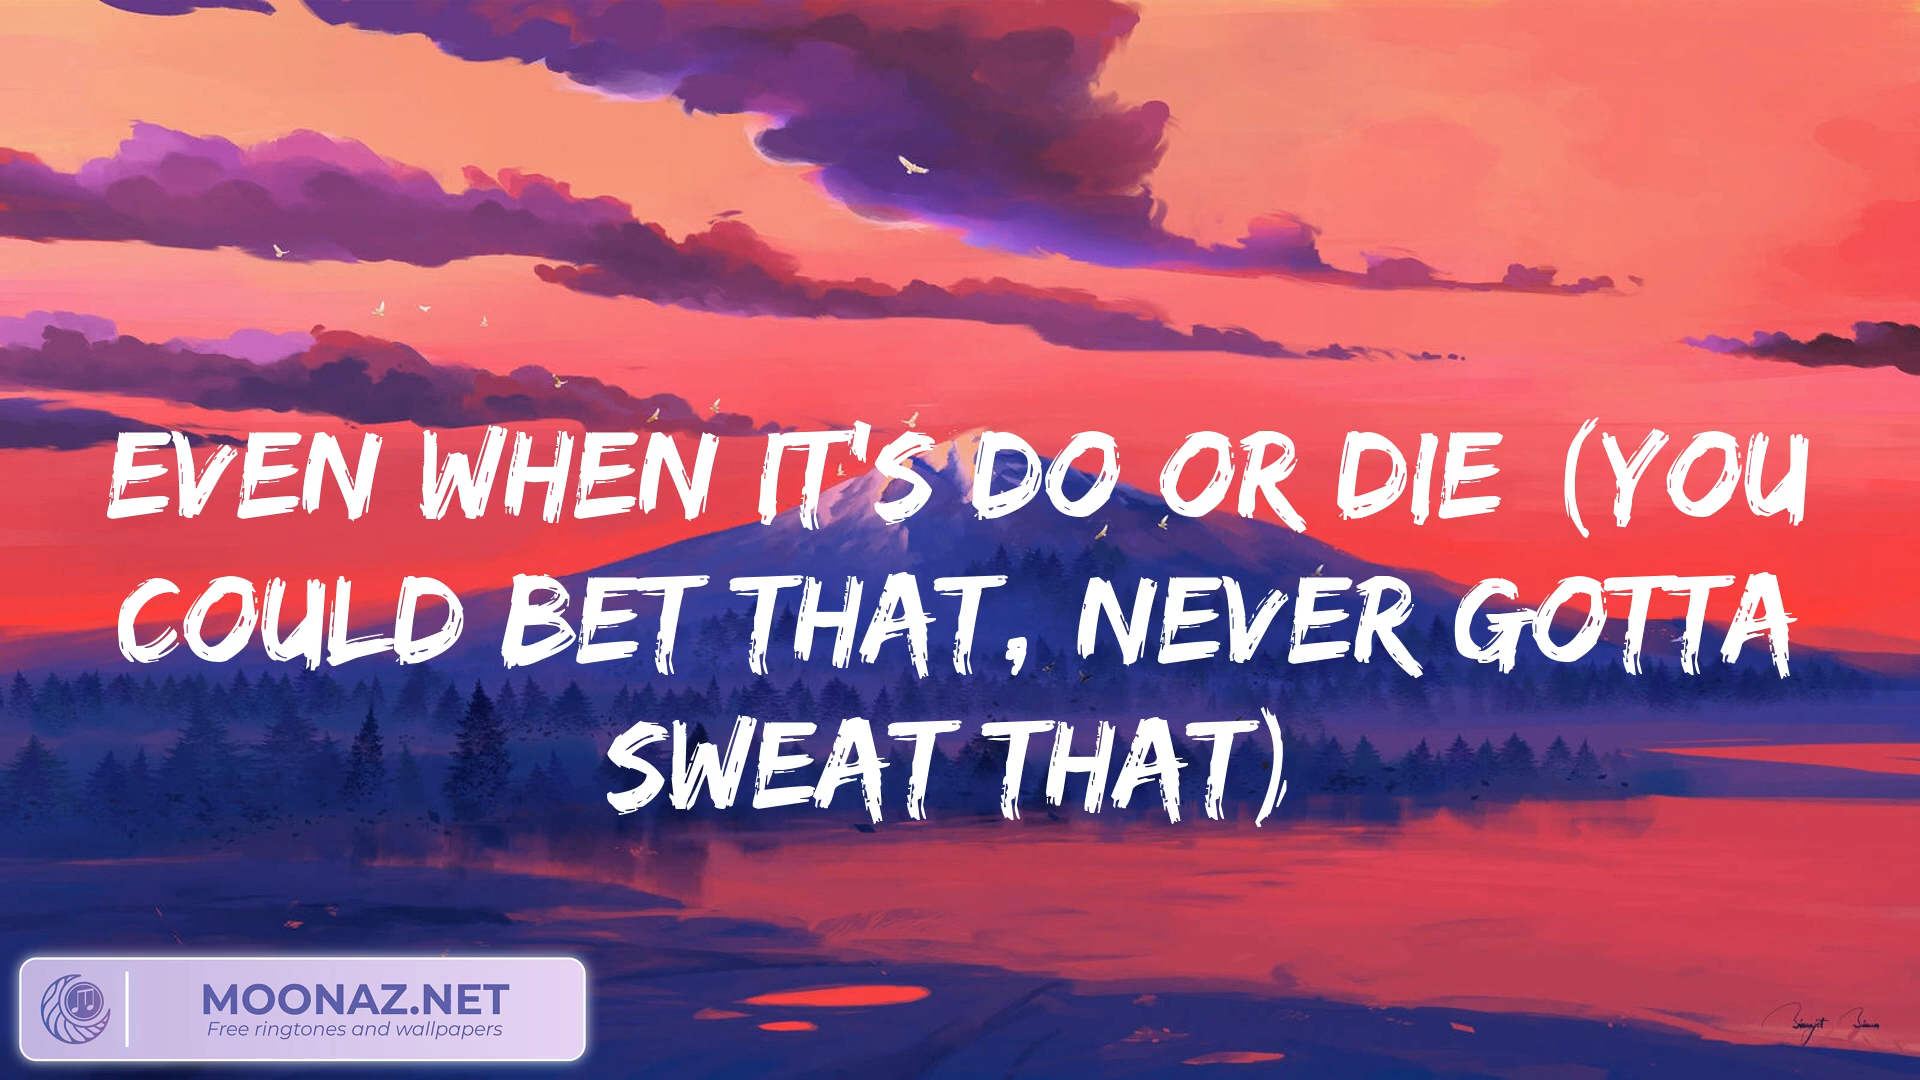 EVEN WHEN IT'S DO OR DIE (YOU
COULD BET THAT, NEVER GOTTA
SWEAT THAT)
MOONAZ.NET
Free ringtones and wallpapers